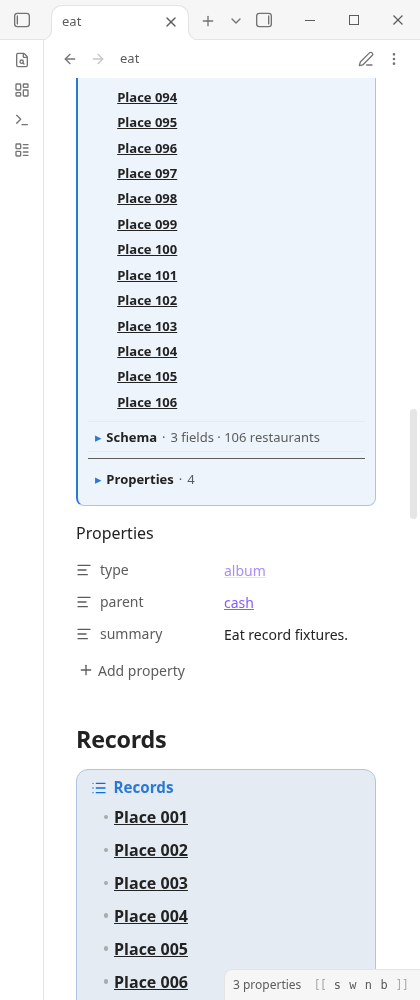 eat
eat
Place 094
Place 095
Place 096
Place 097
Place 098
Place 099
Place 100
Place 101
Place 102
Place 103
Place 104
Place 105
Place 106
▸ Schema · 3 fields · 106 restaurants
▸ Properties · 4
Properties
type album
parent cash
summary Eat record fixtures.
+ Add property
Records
Records
• Place 001
• Place 002
• Place 003
• Place 004
• Place 005
• Place 006
3 properties [[ s w n b ]]